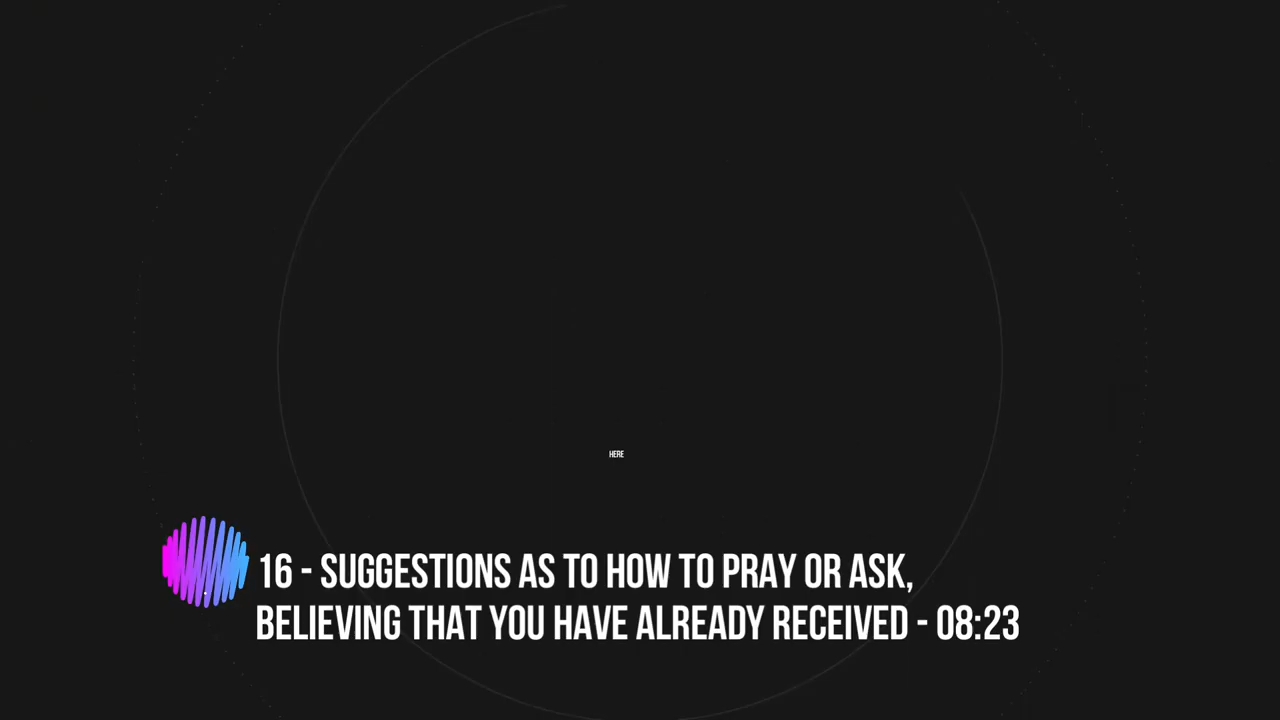 HERE
16 - SUGGESTIONS AS TO HOW TO PRAY OR ASK,
BELIEVING THAT YOU HAVE ALREADY RECEIVED - 08:23